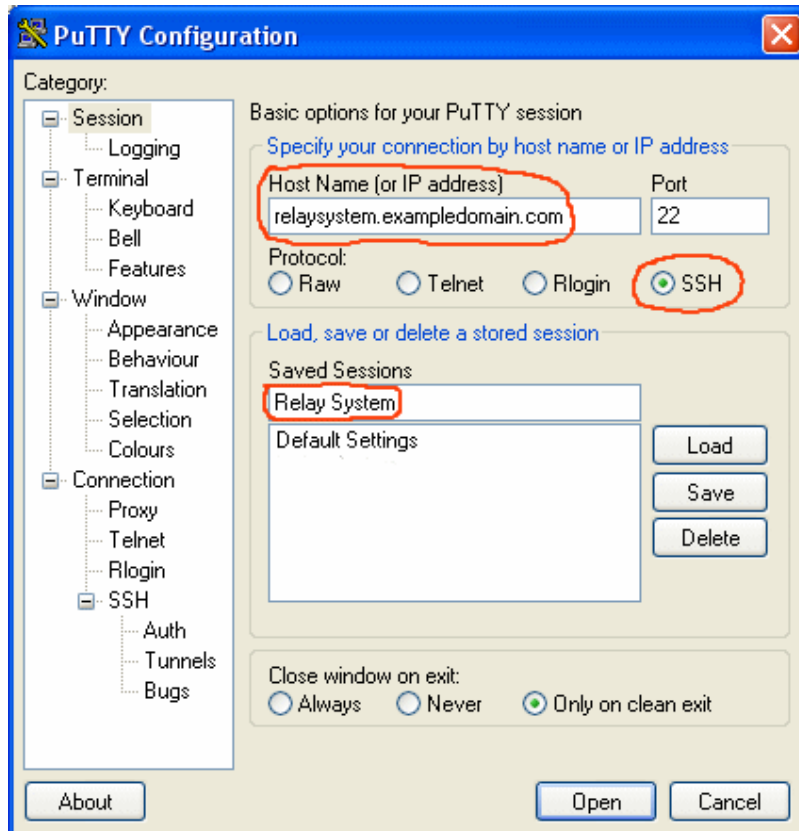 PuTTY Configuration
Category:
Session
Logging
Terminal
Keyboard
Bell
Features
Window
Appearance
Behaviour
Translation
Selection
Colours
Connection
Proxy
Telnet
Rlogin
SSH
Auth
Tunnels
Bugs
Basic options for your PuTTY session
Specify your connection by host name or IP address
Host Name (or IP address) Port
relaysystem.exampledomain.com 22
Protocol:
Raw Telnet Rlogin SSH
Load, save or delete a stored session
Saved Sessions
Relay System
Default Settings
Load
Save
Delete
Close window on exit:
Always Never Only on clean exit
About Open Cancel